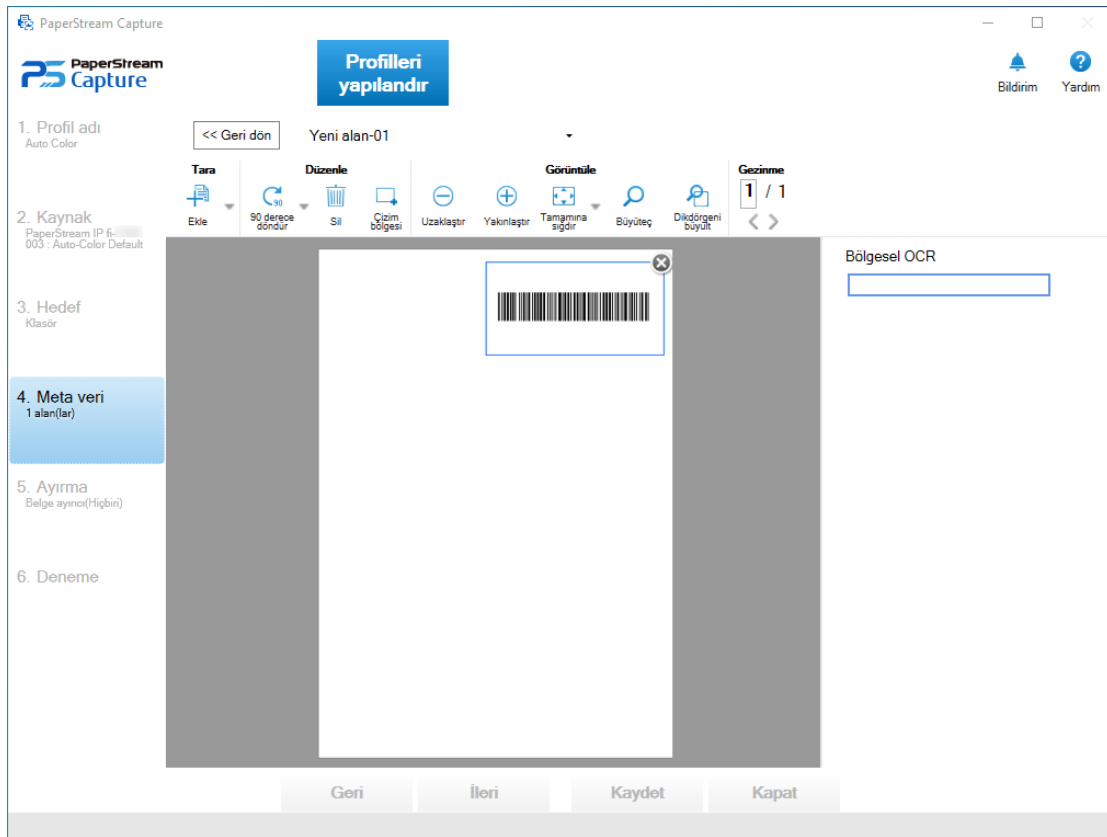 PaperStream Capture
PaperStream
Capture
Profilleri
yapılandır
Bildirim
Yardım
1. Profil adı
Auto Color
<< Geri dön
Yeni alan-01
Tara
Düzenle
Görüntüle
Gezinme
90
1 / 1
Ekle
90 derece
döndür
Sil
Çizim
bölgesi
Uzaklaştır
Yakınlaştır
Tamamına
sığdır
Büyüteç
Dikdörgeni
büyült
2. Kaynak
PaperStream IP fi-
003 : Auto-Color Default
Bölgesel OCR
3. Hedef
Klasör
4. Meta veri
1 alan(lar)
5. Ayırma
Belge ayırıcı(Hiçbiri)
6. Deneme
Geri
İleri
Kaydet
Kapat